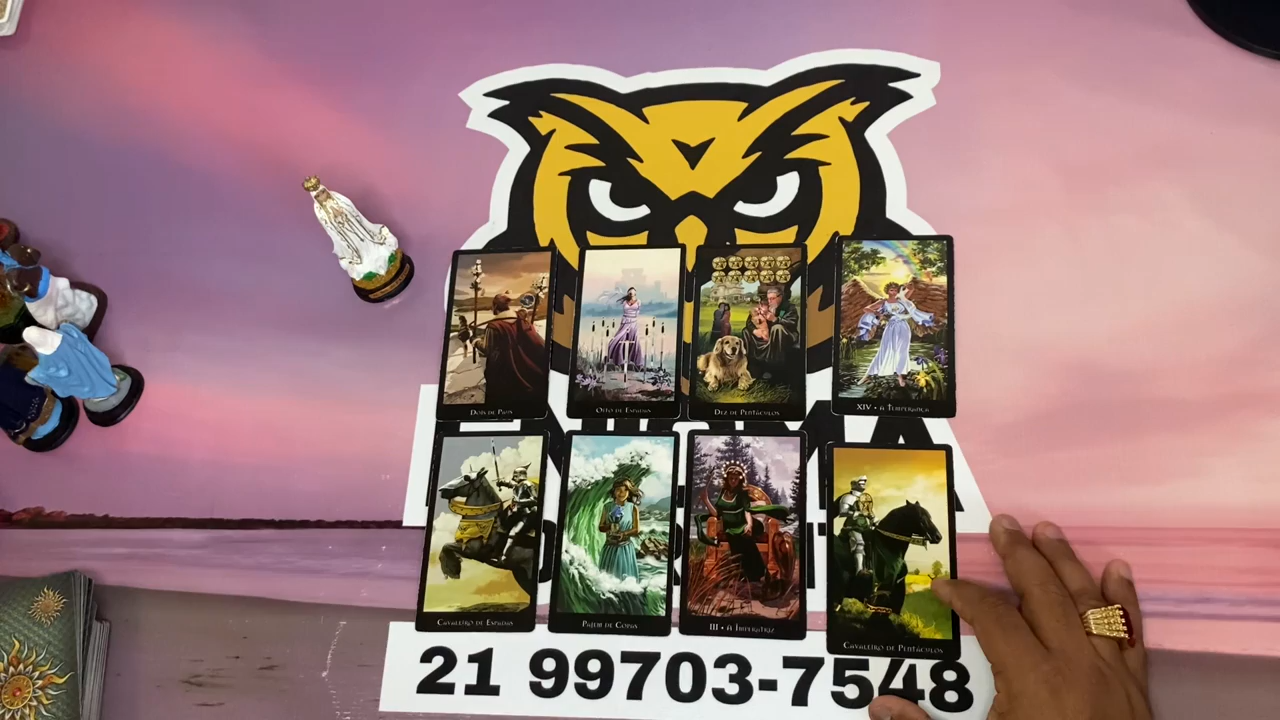 DOIS DE PAUS
OITO DE ESPADAS
DEZ DE PENTÁCULOS
XIV • A TEMPERANÇA
CAVALEIRO DE ESPADAS
PAJEM DE COPAS
III • A IMPERATRIZ
CAVALEIRO DE PENTÁCULOS
21 99703-7548